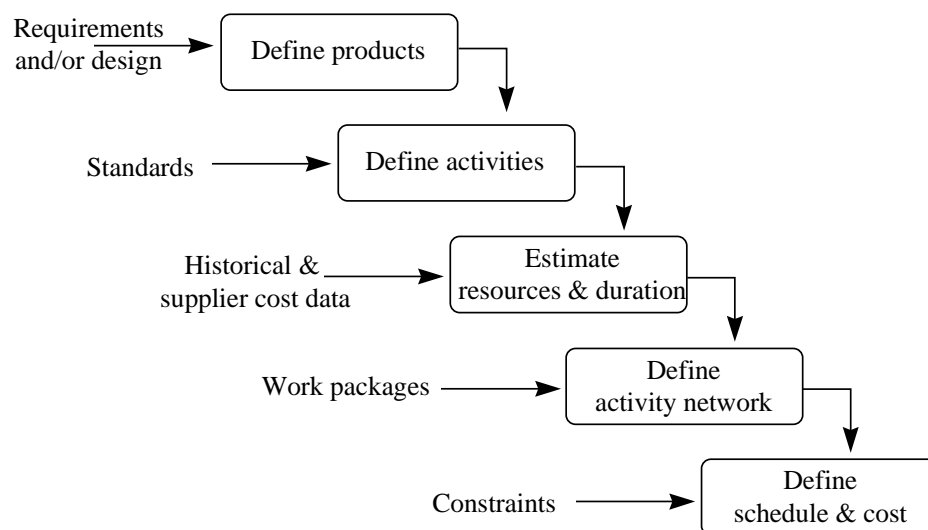 Requirements
and/or design
Define products
Standards
Define activities
Historical &
supplier cost data
Estimate
resources & duration
Work packages
Define
activity network
Constraints
Define
schedule & cost